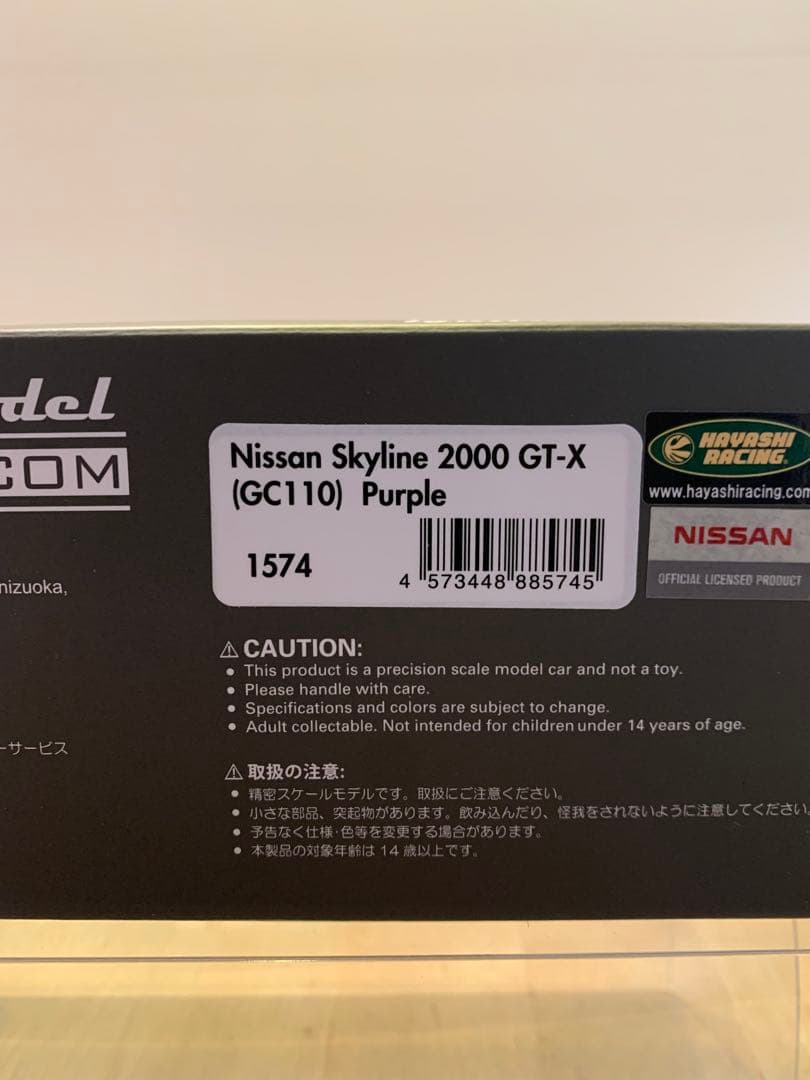 del
COM
nizuoka,
ーサービス
Nissan Skyline 2000 GT-X
(GC110) Purple
1574
4 573448 885745
HAYASHI
RACING.
www.hayashiracing.com
NISSAN
OFFICIAL LICENSED PRODUCT
⚠ CAUTION:
● This product is a precision scale model car and not a toy.
● Please handle with care.
● Specifications and colors are subject to change.
● Adult collectable. Not intended for children under 14 years of age.
⚠ 取扱の注意:
● 精密スケールモデルです。取扱にご注意ください。
● 小さな部品、突起物があります。飲み込んだり、怪我をされないように注意してください。
● 予告なく仕様・色等を変更する場合があります。
● 本製品の対象年齢は 14 歳以上です。